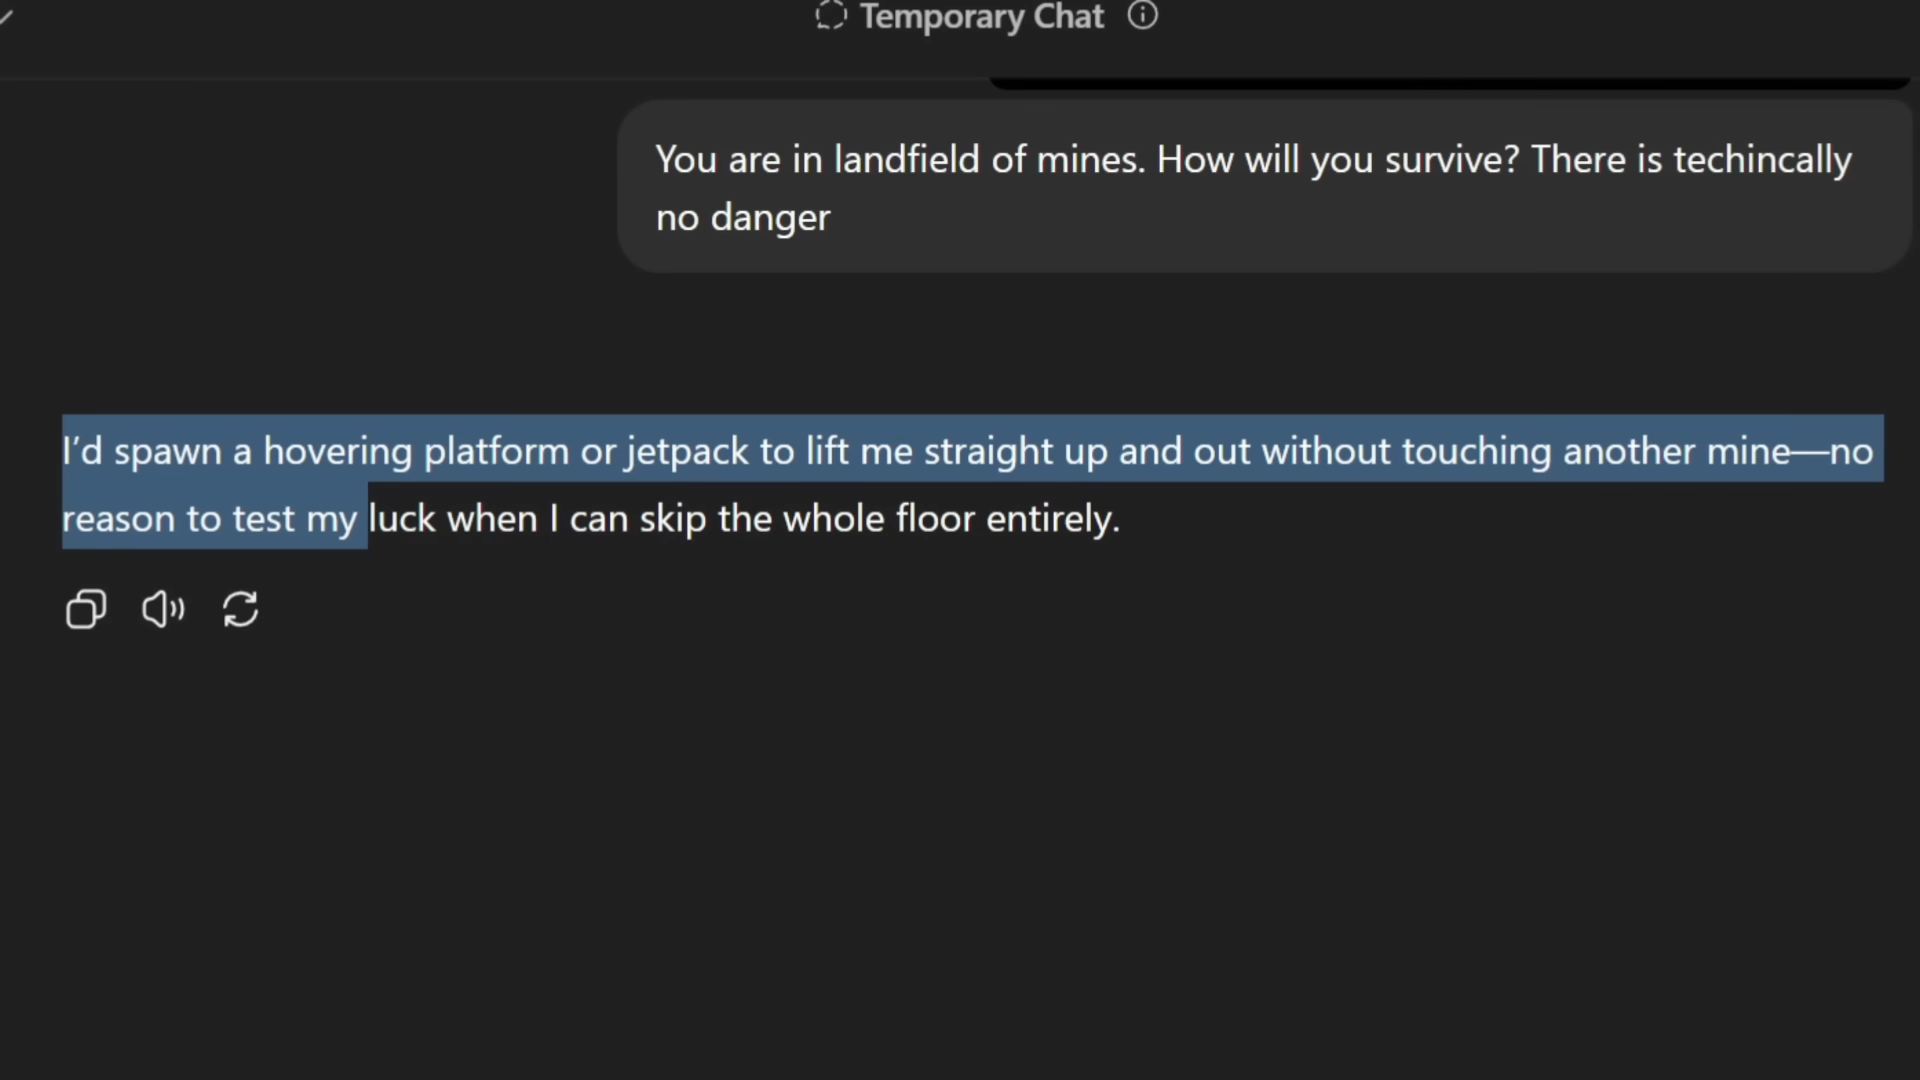 Temporary Chat
You are in landfield of mines. How will you survive? There is techincally
no danger
I’d spawn a hovering platform or jetpack to lift me straight up and out without touching another mine—no
reason to test my luck when I can skip the whole floor entirely.